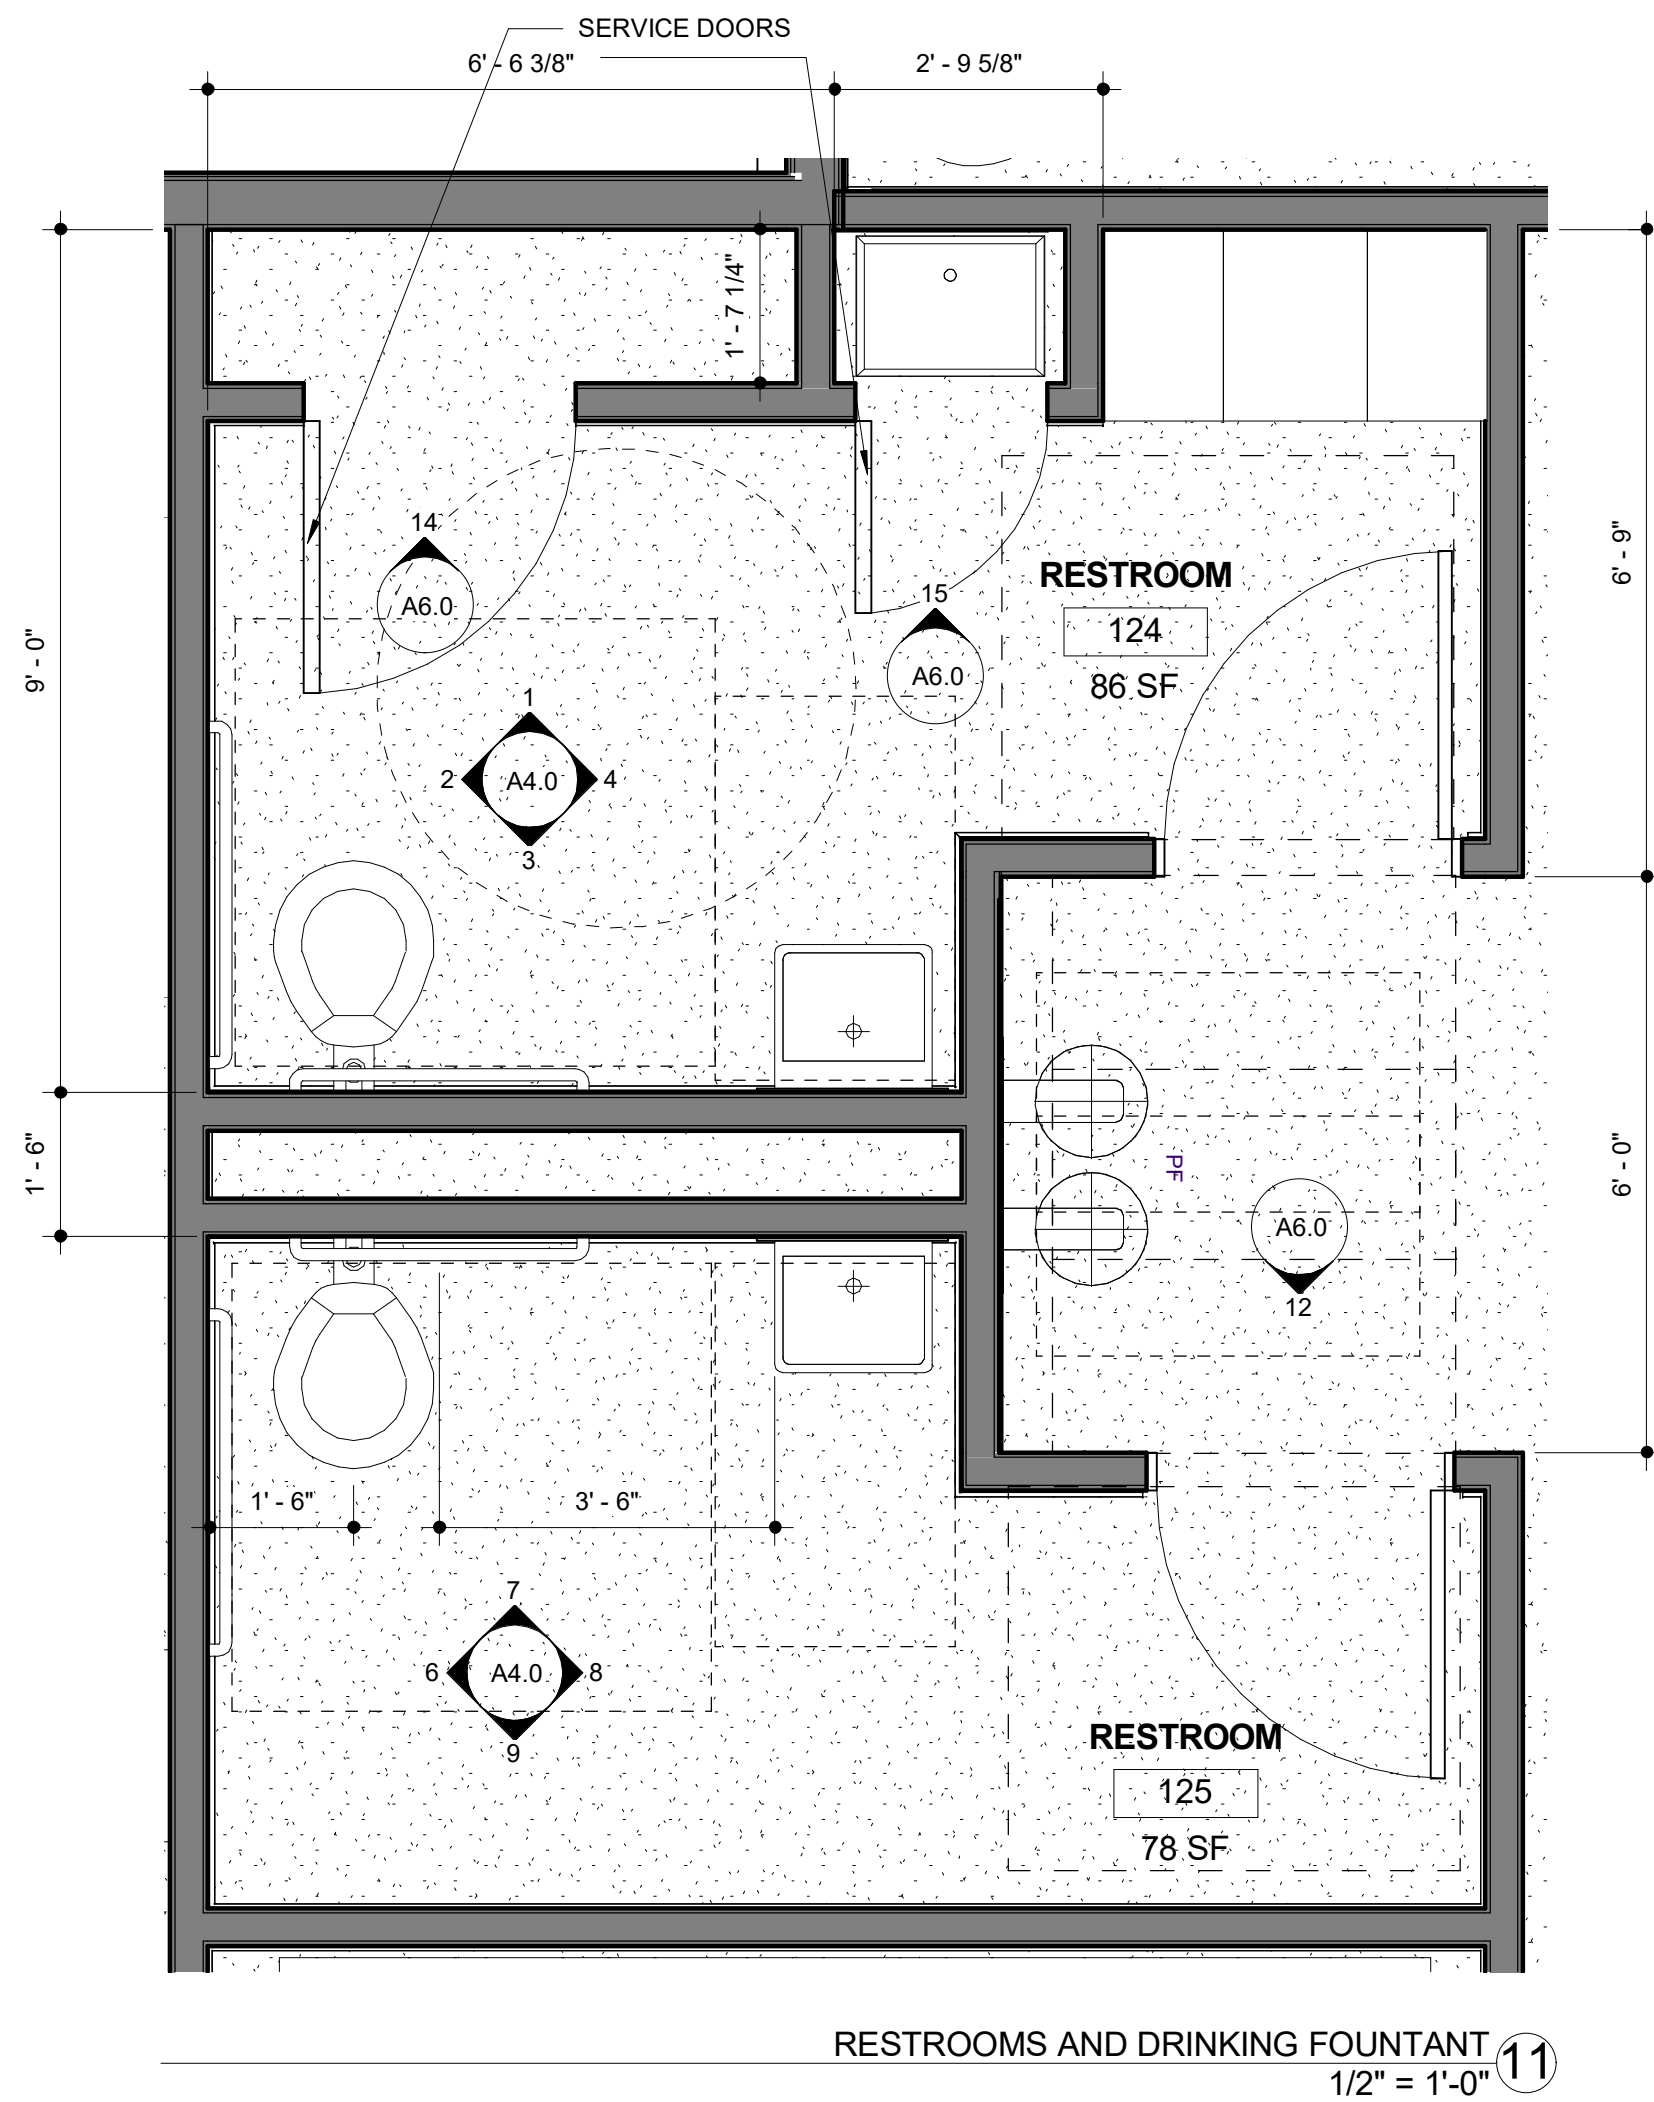 SERVICE DOORS
6' - 6 3/8"
2' - 9 5/8"
1' - 7 1/4"
14
A6.0
15
A6.0
RESTROOM
124
86 SF
6' - 9"
9' - 0"
1
2
A4.0
4
3
1' - 6"
PF
6' - 0"
A6.0
12
1' - 6"
3' - 6"
7
6
A4.0
8
9
RESTROOM
125
78 SF
RESTROOMS AND DRINKING FOUNTANT
11
1/2" = 1'-0"